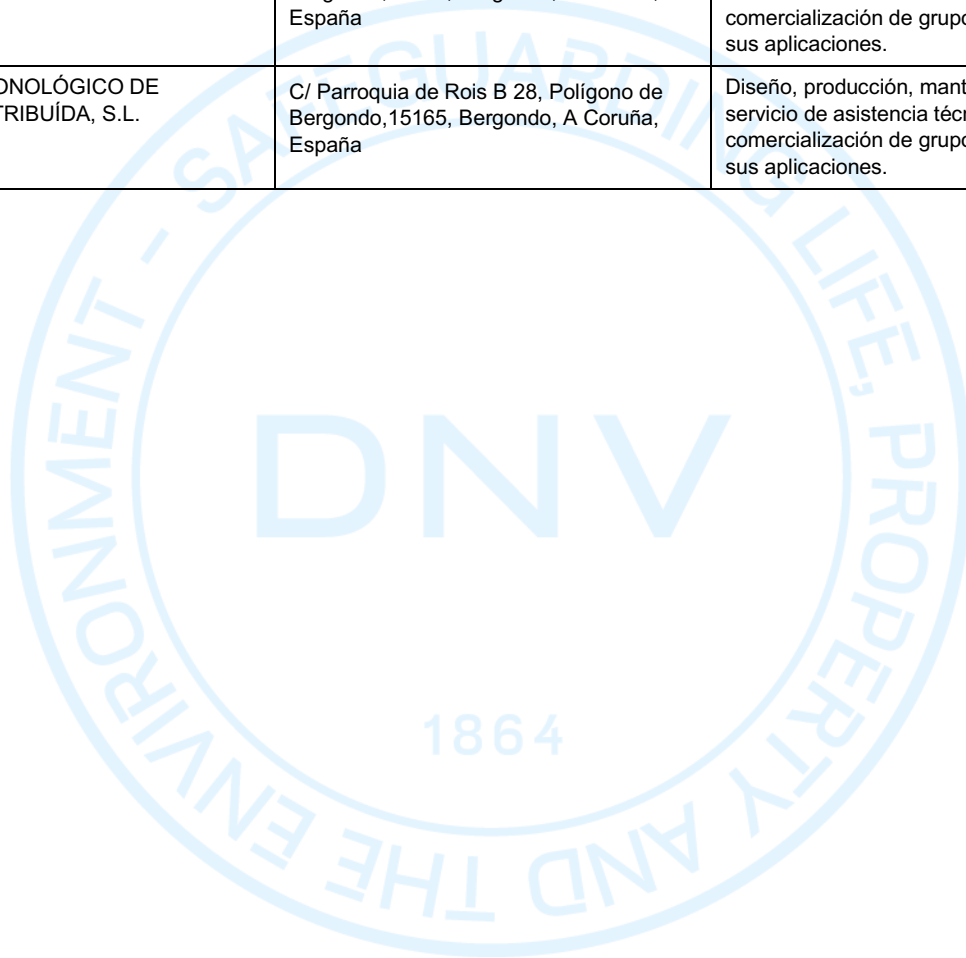 España
comercialización de grupo
sus aplicaciones.
ONOLÓGICO DE
TRIBUÍDA, S.L.
C/ Parroquia de Rois B 28, Polígono de
Bergondo,15165, Bergondo, A Coruña,
España
Diseño, producción, mant
servicio de asistencia técn
comercialización de grupo
sus aplicaciones.
SAFEGUARDING LIFE, PROPERTY AND THE ENVIRONMENT -
DNV
1864